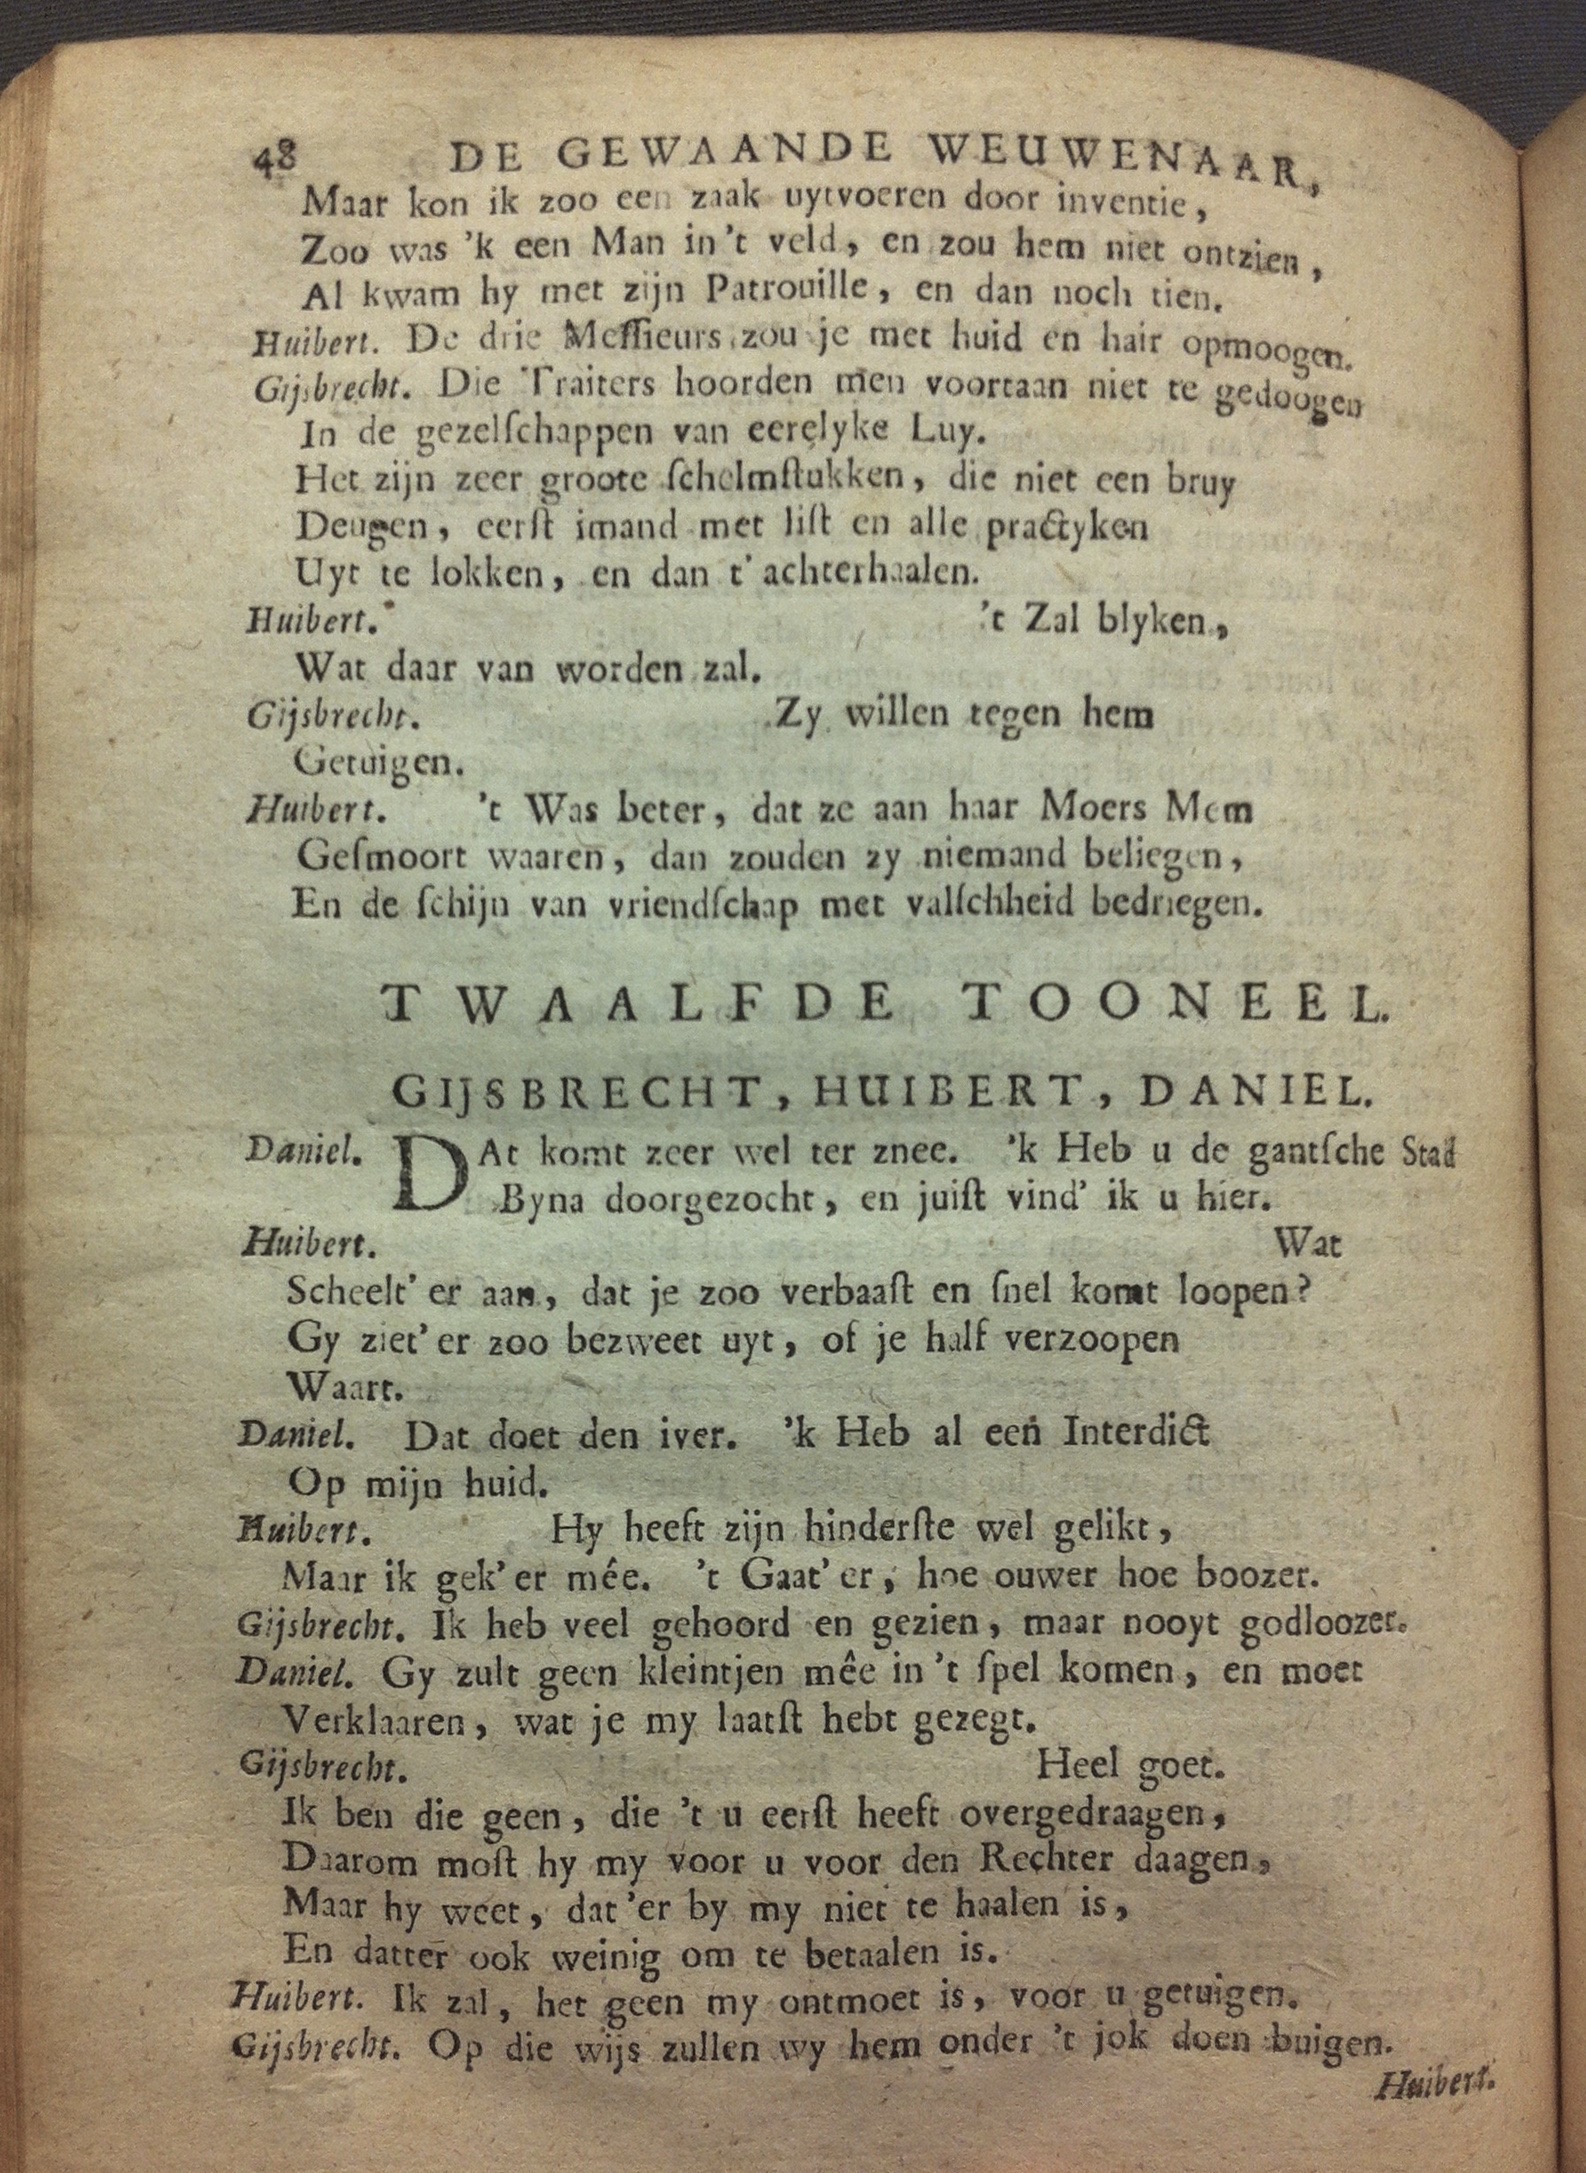 48 DE GEWAANDE WEUWENAAR,
Maar kon ik zoo een zaak uytvoeren door inventie,
Zoo was 'k een Man in 't veld, en zou hem niet ontzien,
Al kwam hy met zijn Patrouille, en dan noch tien.
Huibert. De drie Meſſieurs zou je met huid en hair opmoogen.
Gijsbrecht. Die Traiters hoorden men voortaan niet te gedoogen
In de gezelſchappen van eerelyke Luy.
Het zijn zeer groote ſchelmſtukken, die niet een bruy
Deugen, eerſt imand met liſt en alle practyken
Uyt te lokken, en dan t' achterhaalen.
Huibert. 't Zal blyken,
Wat daar van worden zal.
Gijsbrecht. Zy willen tegen hem
Getuigen.
Huibert. 't Was beter, dat ze aan haar Moers Mem
Geſmoort waaren, dan zouden zy niemand beliegen,
En de ſchijn van vriendſchap met valſchheid bedriegen.
TWAALFDE TOONEEL.
GIJSBRECHT, HUIBERT, DANIEL.
Daniel. DAt komt zeer wel ter snee. 'k Heb u de gantſche Stad
Byna doorgezocht, en juiſt vind' ik u hier.
Huibert. Wat
Scheelt' er aan, dat je zoo verbaaſt en ſnel komt loopen?
Gy ziet' er zoo bezweet uyt, of je half verzoopen
Waart.
Daniel. Dat doet den iver. 'k Heb al een Interdict
Op mijn huid.
Huibert. Hy heeft zijn hinderſte wel gelikt,
Maar ik gek' er mée. 't Gaat' er, hoe ouwer hoe boozer.
Gijsbrecht. Ik heb veel gehoord en gezien, maar nooyt godloozer.
Daniel. Gy zult geen kleintjen mêe in 't ſpel komen, en moet
Verklaaren, wat je my laatſt hebt gezegt.
Gijsbrecht. Heel goet.
Ik ben die geen, die 't u eerſt heeft overgedraagen,
Daarom moſt hy my voor u voor den Rechter daagen,
Maar hy weet, dat 'er by my niet te haalen is,
En datter ook weinig om te betaalen is.
Huibert. Ik zal, het geen my ontmoet is, voor u getuigen.
Gijsbrecht. Op die wijs zullen wy hem onder 't jok doen buigen.
Huibert.